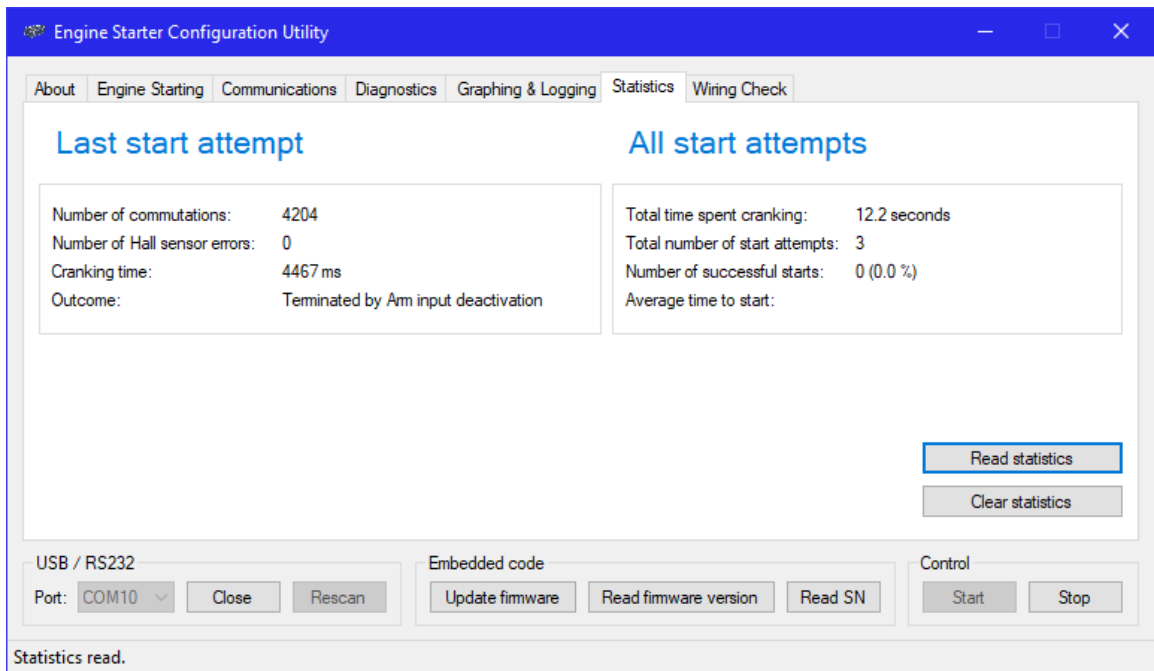 Engine Starter Configuration Utility
About Engine Starting Communications Diagnostics Graphing & Logging Statistics Wiring Check
Last start attempt
Number of commutations: 4204
Number of Hall sensor errors: 0
Cranking time: 4467 ms
Outcome: Terminated by Arm input deactivation
All start attempts
Total time spent cranking: 12.2 seconds
Total number of start attempts: 3
Number of successful starts: 0 (0.0 %)
Average time to start:
Read statistics
Clear statistics
USB / RS232
Port: COM10 Close Rescan
Embedded code
Update firmware Read firmware version Read SN
Control
Start Stop
Statistics read.